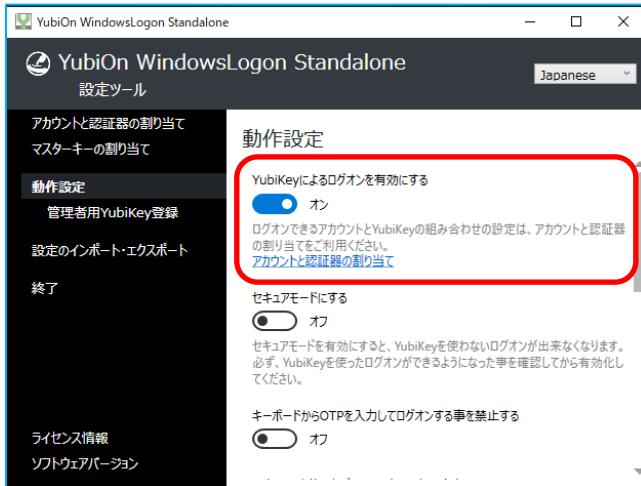 YubiOn WindowsLogon Standalone
YubiOn WindowsLogon Standalone
設定ツール
Japanese
アカウントと認証器の割り当て
マスターキーの割り当て
動作設定
管理者用YubiKey登録
設定のインポート・エクスポート
終了
ライセンス情報
ソフトウェアバージョン
動作設定
YubiKeyによるログオンを有効にする
オン
ログオンできるアカウントとYubiKeyの組み合わせの設定は、アカウントと認証器
の割り当てをご利用ください。
アカウントと認証器の割り当て
セキュアモードにする
オフ
セキュアモードを有効にすると、YubiKeyを使わないログオンが出来なくなります。
必ず、YubiKeyを使ったログオンができるようになった事を確認してから有効化し
てください。
キーボードからOTPを入力してログオンする事を禁止する
オフ